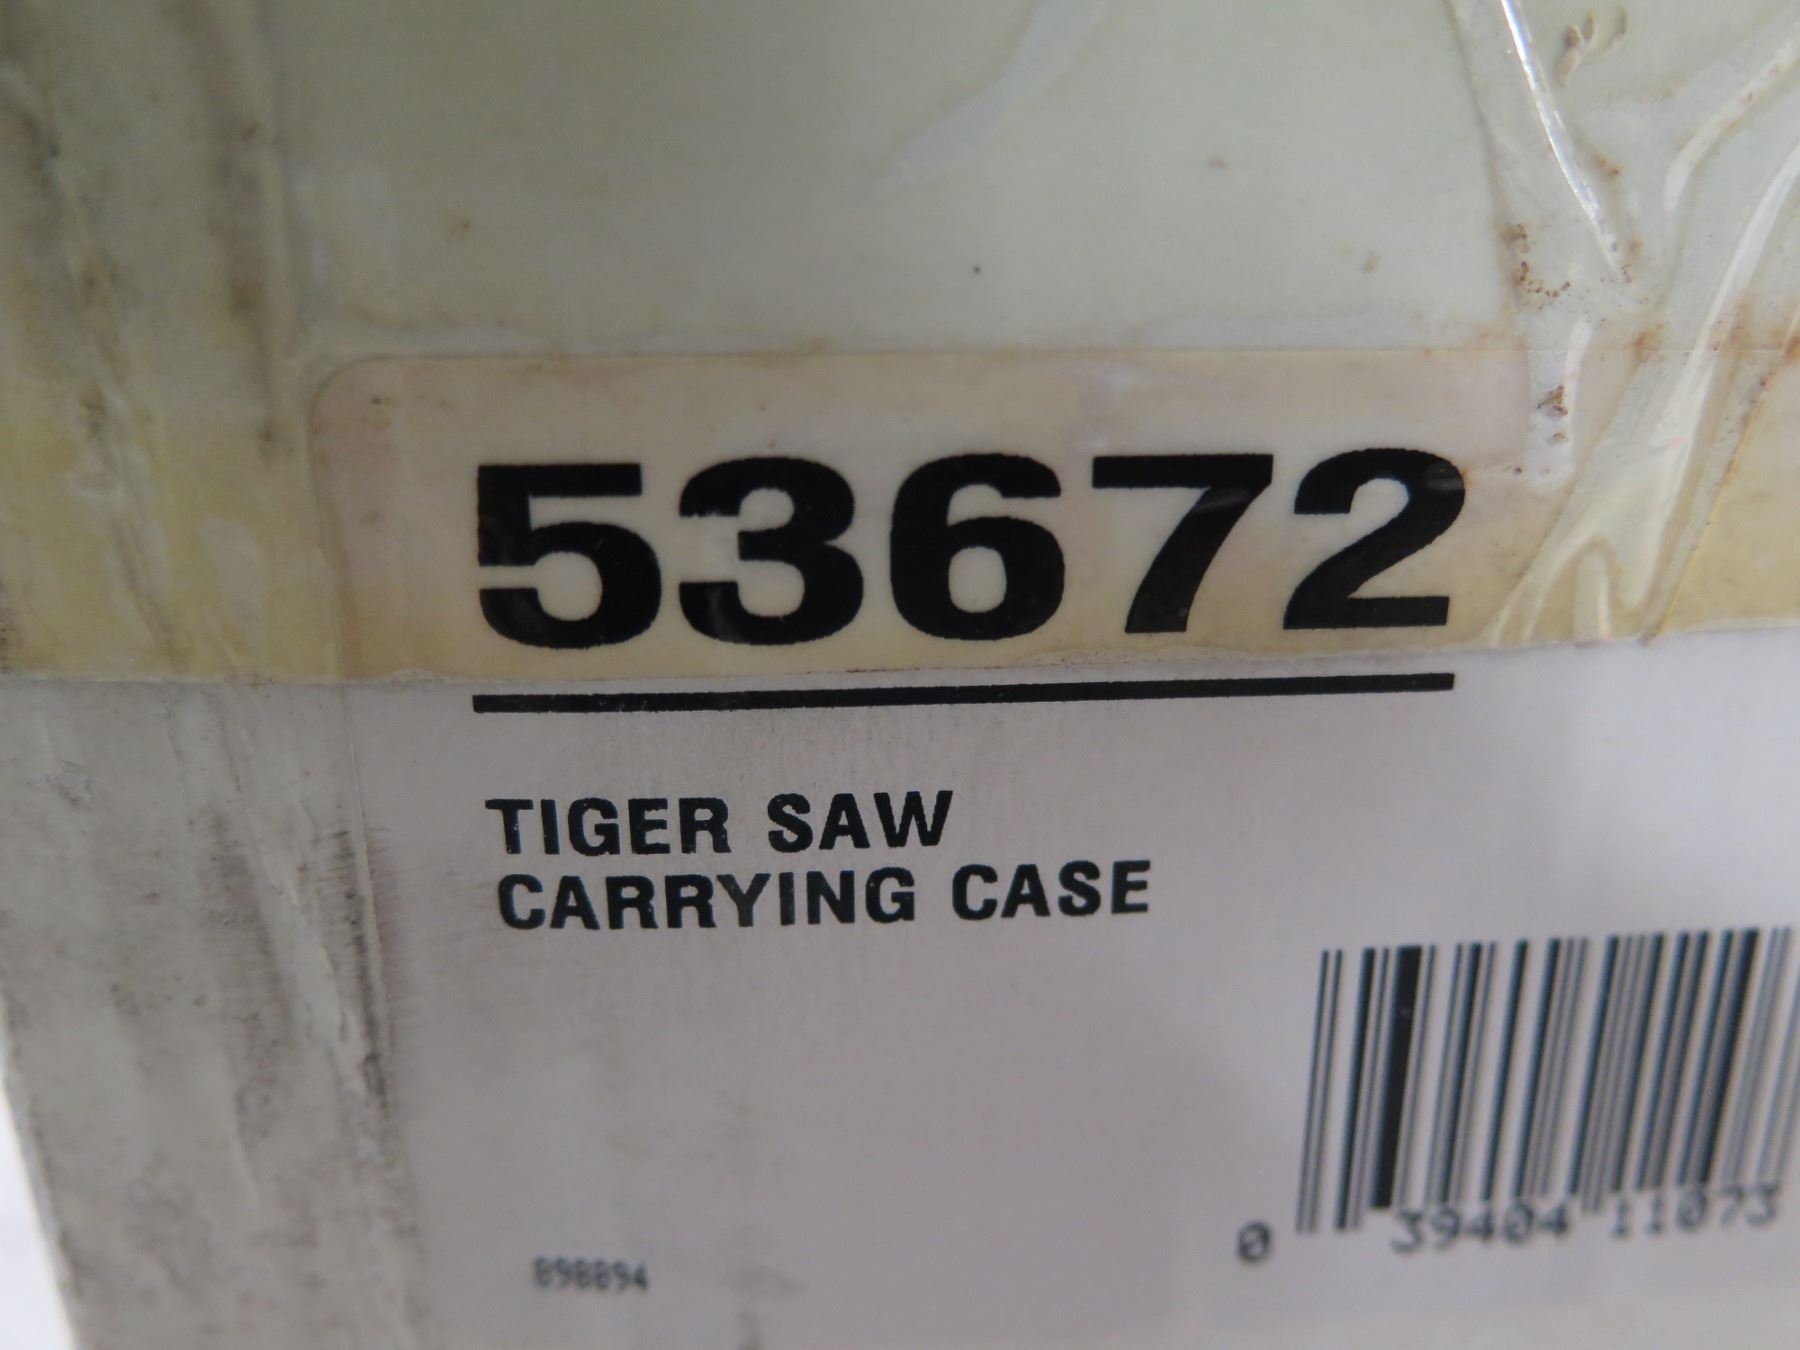 53672
TIGER SAW
CARRYING CASE
0 39404 11073
898894